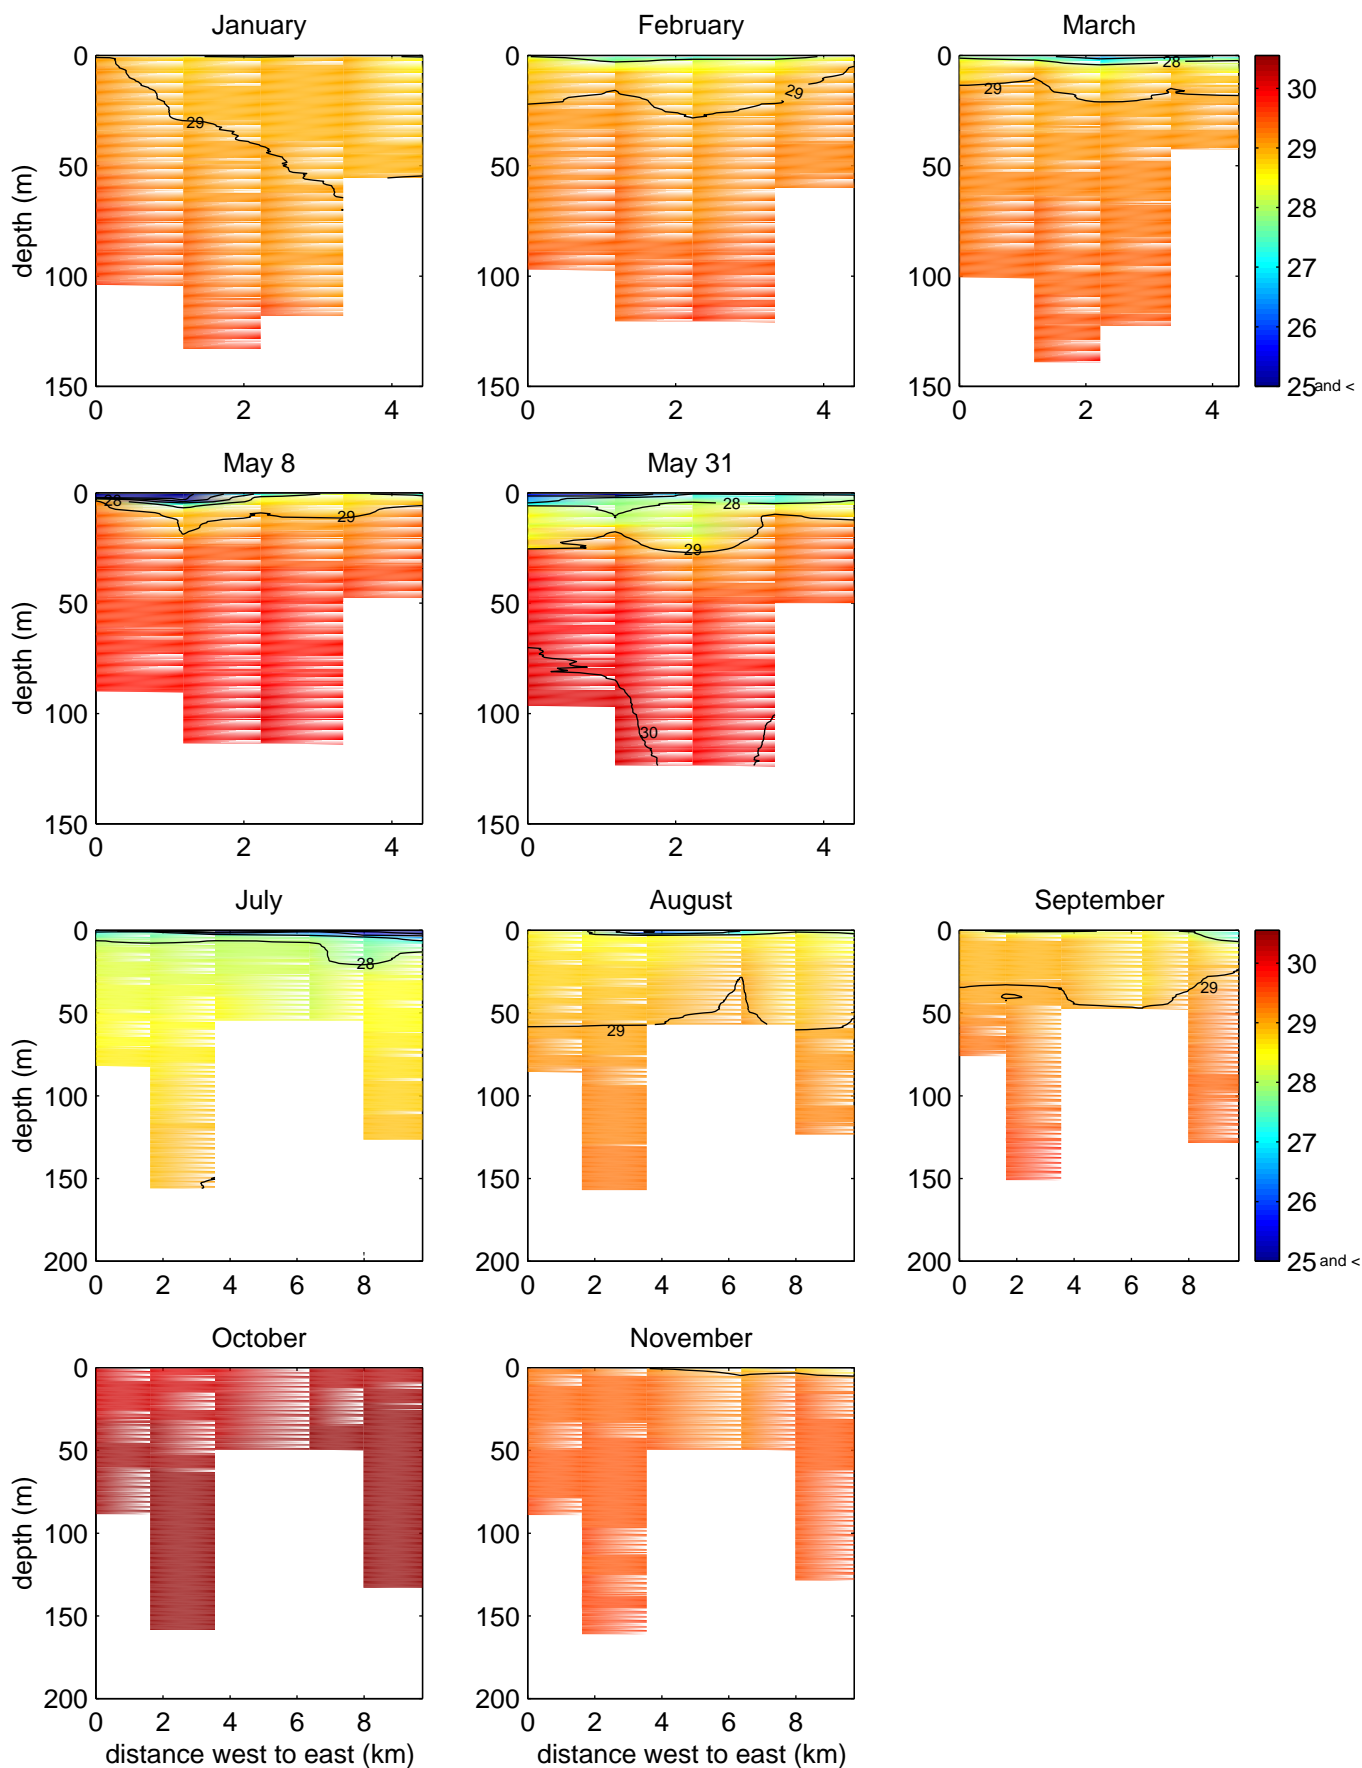 January February March
0 0 0
50 50 50
100 100 100
150 150 150
depth (m)
29 29 29 28
0 2 4 0 2 4 0 2 4
30
29
28
27
26
25 and <
May 8 May 31
0 0
50 50
100 100
150 150
depth (m)
28 29 28 29 30
0 2 4 0 2 4
July August September
0 0 0
50 50 50
100 100 100
150 150 150
200 200 200
depth (m)
28 29 29
0 2 4 6 8 0 2 4 6 8 0 2 4 6 8
30
29
28
27
26
25 and <
October November
0 0
50 50
100 100
150 150
200 200
depth (m)
0 2 4 6 8 0 2 4 6 8
distance west to east (km) distance west to east (km)